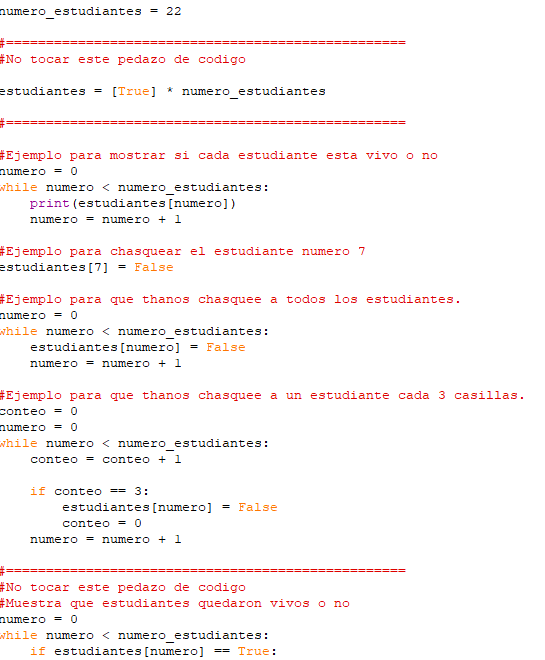 numero_estudiantes = 22
#==================================================
#No tocar este pedazo de codigo
estudiantes = [True] * numero_estudiantes
#==================================================
#Ejemplo para mostrar si cada estudiante esta vivo o no
numero = 0
while numero < numero_estudiantes:
    print(estudiantes[numero])
    numero = numero + 1
#Ejemplo para chasquear el estudiante numero 7
estudiantes[7] = False
#Ejemplo para que thanos chasquee a todos los estudiantes.
numero = 0
while numero < numero_estudiantes:
    estudiantes[numero] = False
    numero = numero + 1
#Ejemplo para que thanos chasquee a un estudiante cada 3 casillas.
conteo = 0
numero = 0
while numero < numero_estudiantes:
    conteo = conteo + 1
    if conteo == 3:
        estudiantes[numero] = False
        conteo = 0
    numero = numero + 1
#==================================================
#No tocar este pedazo de codigo
#Muestra que estudiantes quedaron vivos o no
numero = 0
while numero < numero_estudiantes:
    if estudiantes[numero] == True: